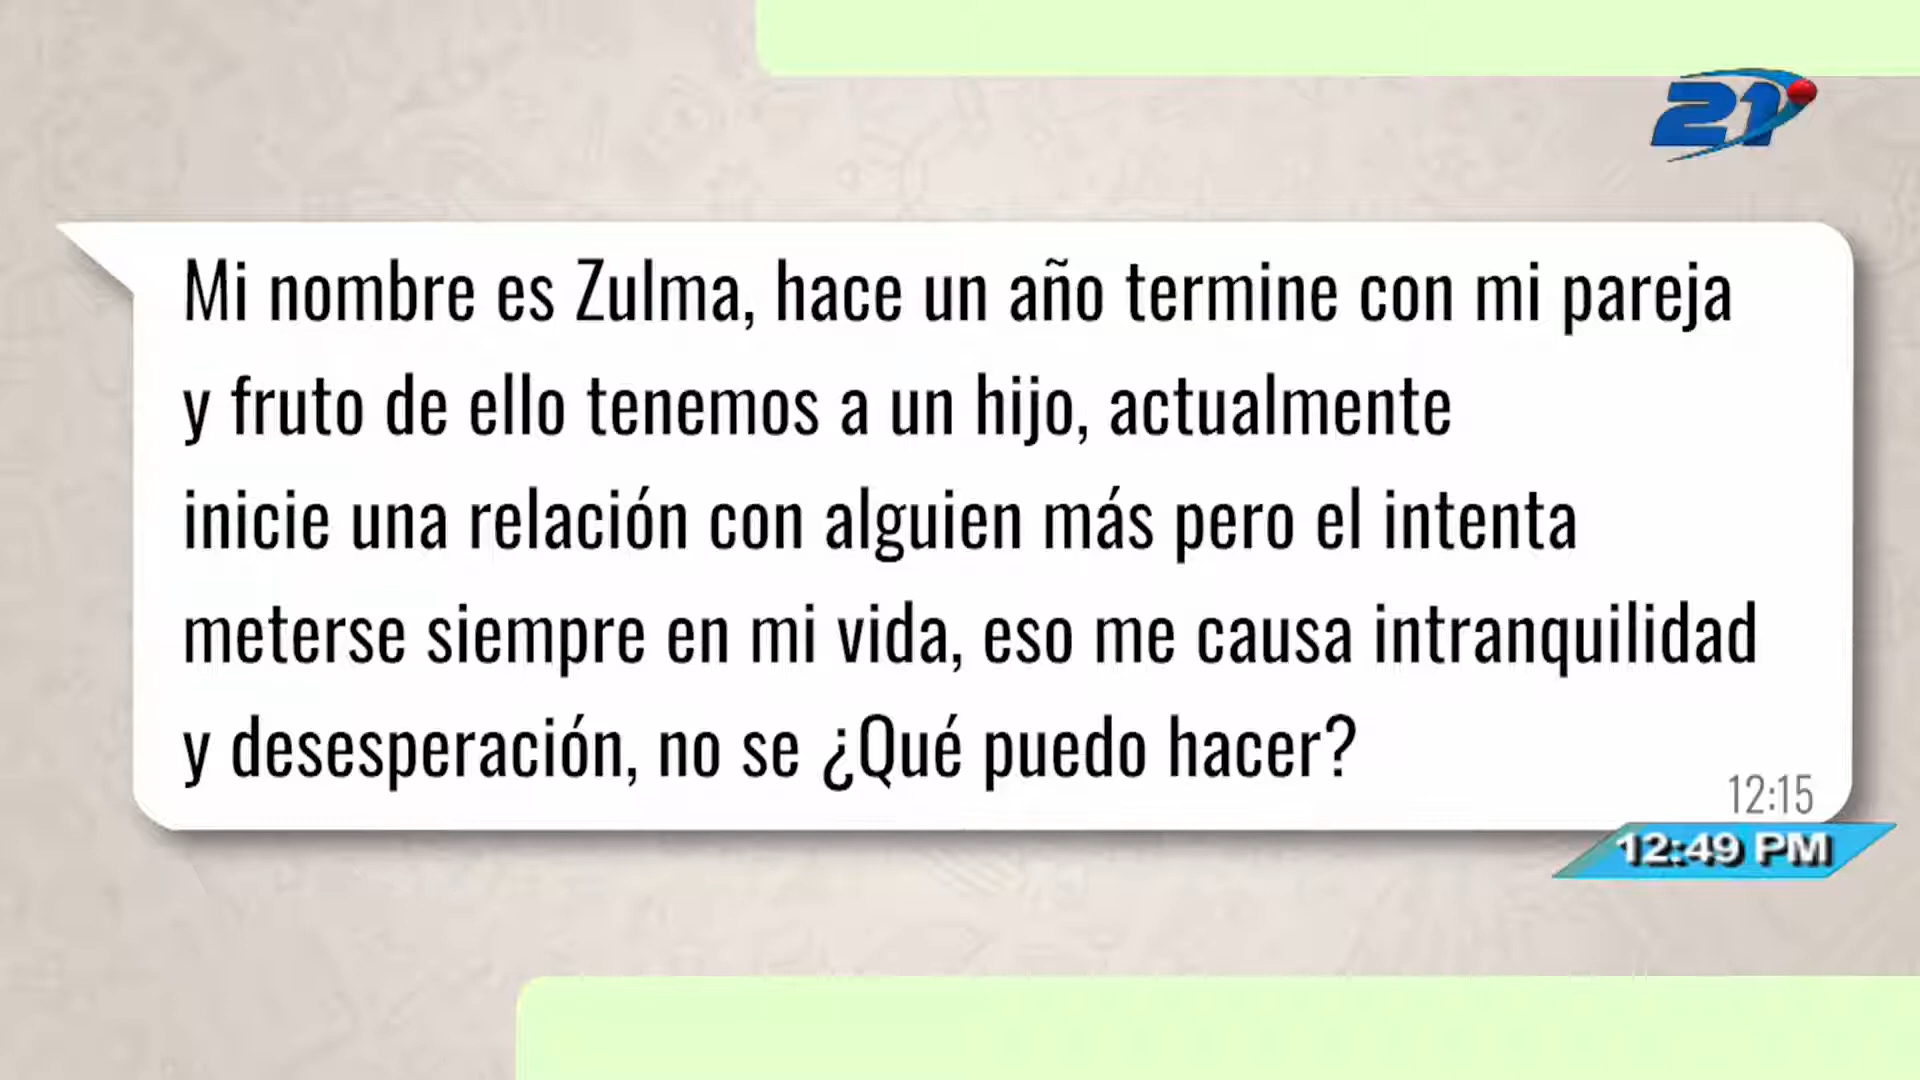 21
Mi nombre es Zulma, hace un año termine con mi pareja
y fruto de ello tenemos a un hijo, actualmente
inicie una relación con alguien más pero el intenta
meterse siempre en mi vida, eso me causa intranquilidad
y desesperación, no se ¿Qué puedo hacer?
12:15
12:49 PM